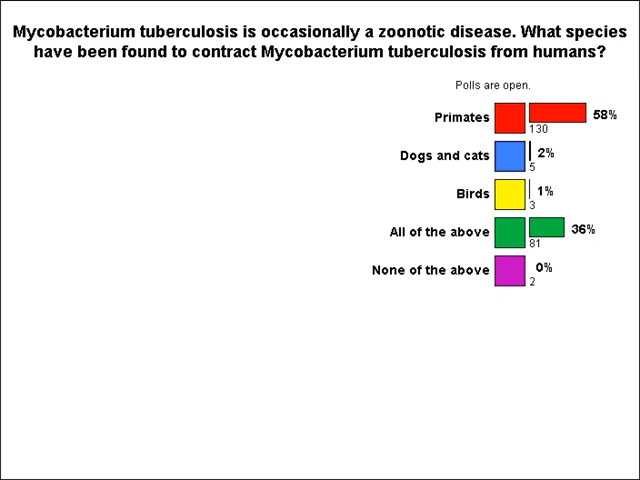 Mycobacterium tuberculosis is occasionally a zoonotic disease. What species
have been found to contract Mycobacterium tuberculosis from humans?
Polls are open.
Primates 58%
130
Dogs and cats 2%
5
Birds 1%
3
All of the above 36%
81
None of the above 0%
2